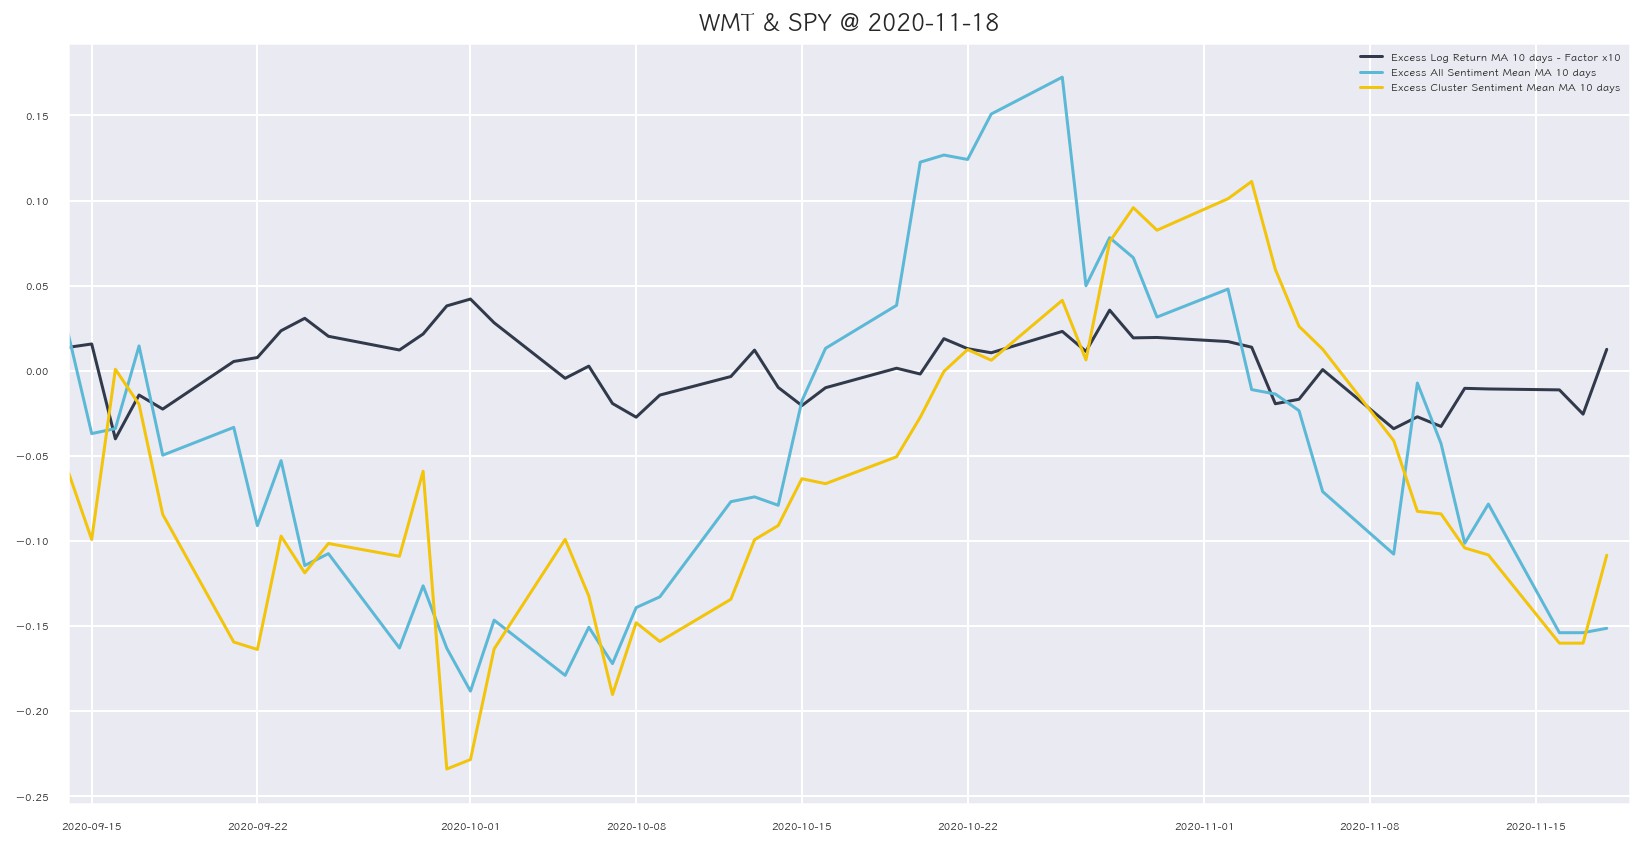 WMT & SPY @ 2020-11-18
Excess Log Return MA 10 days - Factor x10
Excess All Sentiment Mean MA 10 days
Excess Cluster Sentiment Mean MA 10 days
0.15
0.10
0.05
0.00
−0.05
−0.10
−0.15
−0.20
−0.25
2020-09-15 2020-09-22 2020-10-01 2020-10-08 2020-10-15 2020-10-22 2020-11-01 2020-11-08 2020-11-15